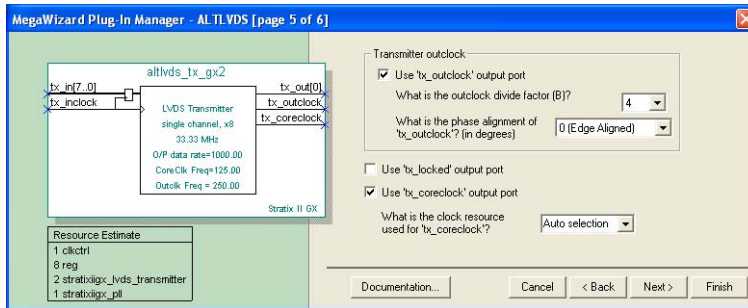 MegaWizard Plug-In Manager - ALTLVDS [page 5 of 6]
altlvds_tx_gx2
tx_in[7..0]
tx_inclock
tx_out[0]
tx_outclock
tx_coreclock
LVDS Transmitter
single channel, x8
33.33 MHz
O/P data rate=1000.00
CoreClk Freq=125.00
Outclk Freq = 250.00
Stratix II GX
Resource Estimate
1 clkctrl
8 reg
2 stratixiigx_lvds_transmitter
1 stratixiigx_pll
Transmitter outclock
Use 'tx_outclock' output port
What is the outclock divide factor (B)?
4
What is the phase alignment of
'tx_outclock'? (in degrees)
0 (Edge Aligned)
Use 'tx_locked' output port
Use 'tx_coreclock' output port
What is the clock resource
used for 'tx_coreclock'?
Auto selection
Documentation...
Cancel
< Back
Next >
Finish